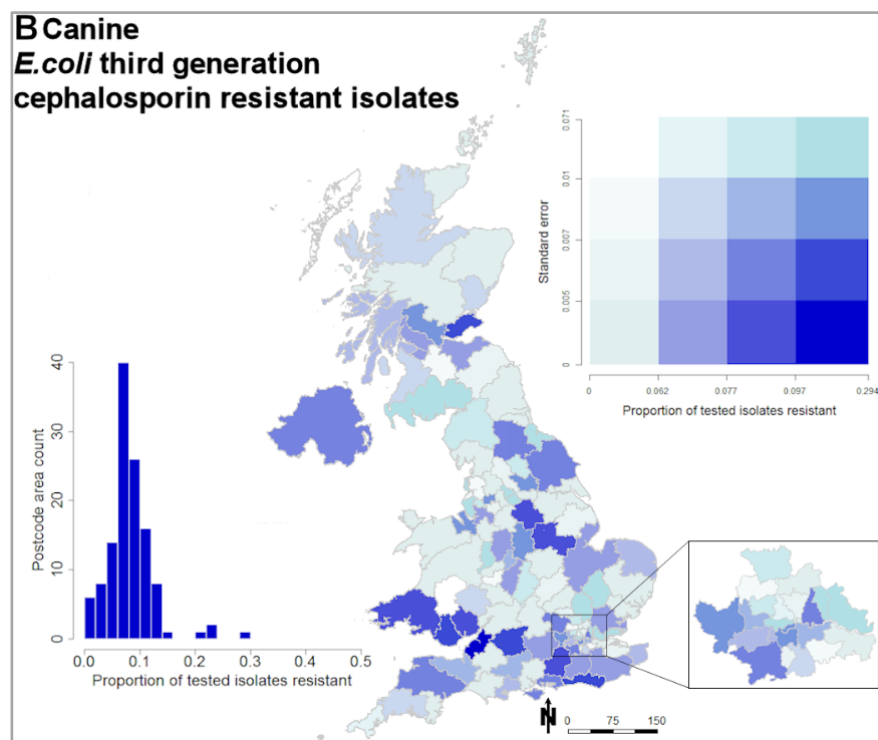 B Canine
E.coli third generation
cephalosporin resistant isolates
Standard error
0.071
0.01
0.007
0.005
0
0 0.062 0.077 0.097 0.294
Proportion of tested isolates resistant
Postcode area count
40
30
20
10
0
0.0 0.1 0.2 0.3 0.4 0.5
Proportion of tested isolates resistant
N
0 75 150